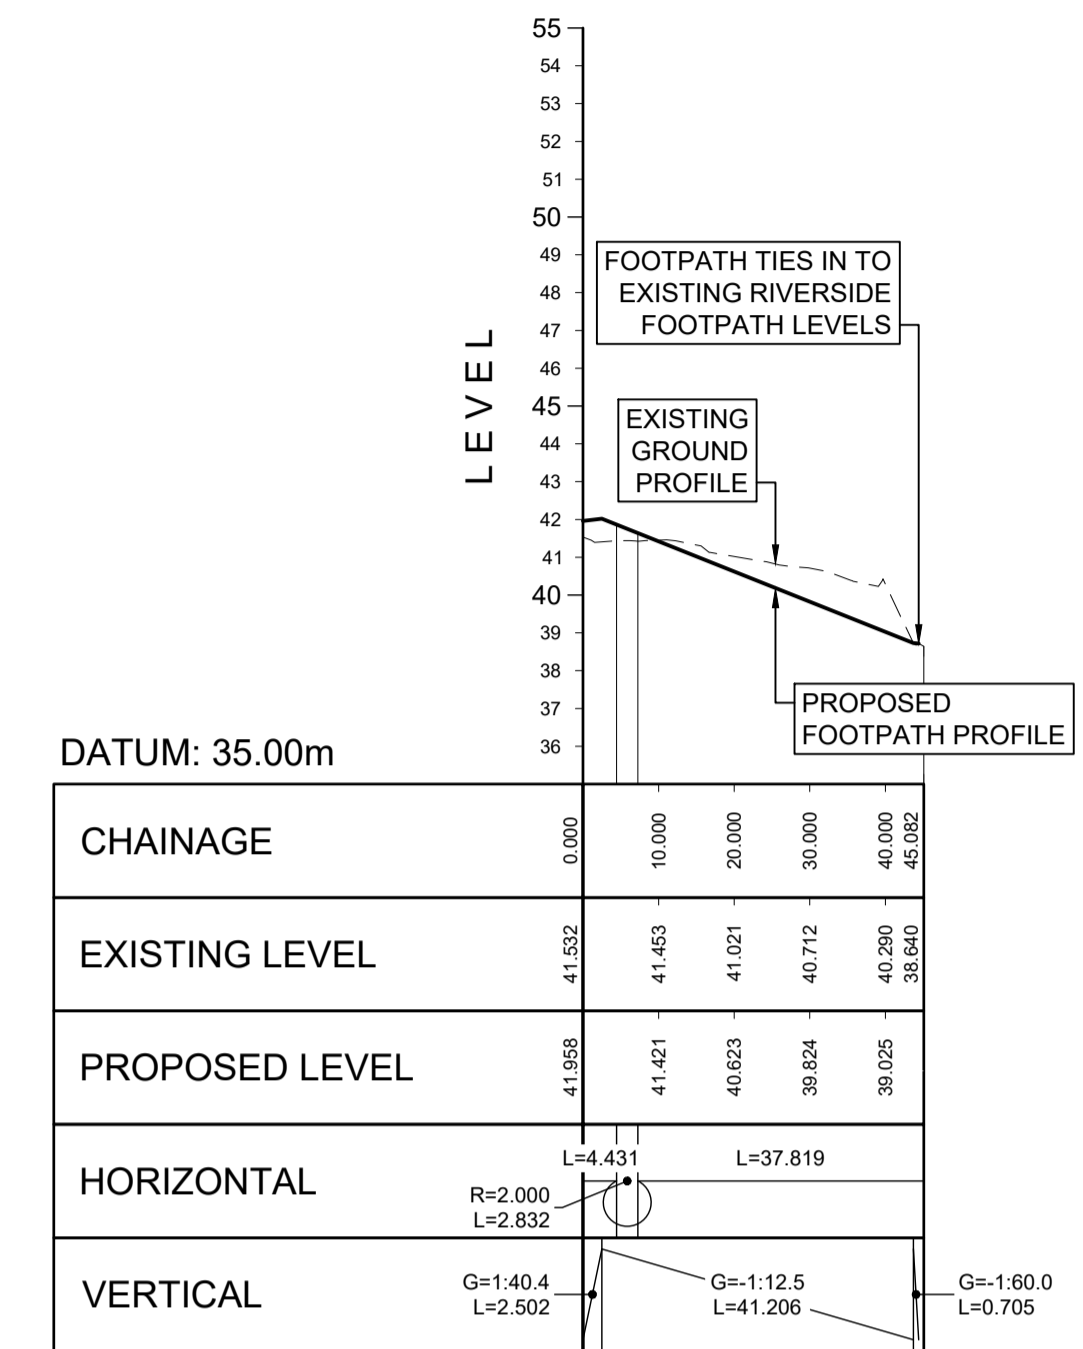 55
54
53
52
51
50
49
48
47
46
45
44
43
42
41
40
39
38
37
36
LEVEL
FOOTPATH TIES IN TO
EXISTING RIVERSIDE
FOOTPATH LEVELS
EXISTING
GROUND
PROFILE
PROPOSED
FOOTPATH PROFILE
DATUM: 35.00m
CHAINAGE
0.000
10.000
20.000
30.000
40.000
45.082
EXISTING LEVEL
41.532
41.453
41.021
40.712
40.290
38.640
PROPOSED LEVEL
41.958
41.421
40.623
39.824
39.025
HORIZONTAL
L=4.431
L=37.819
R=2.000
L=2.832
VERTICAL
G=1:40.4
L=2.502
G=-1:12.5
L=41.206
G=-1:60.0
L=0.705